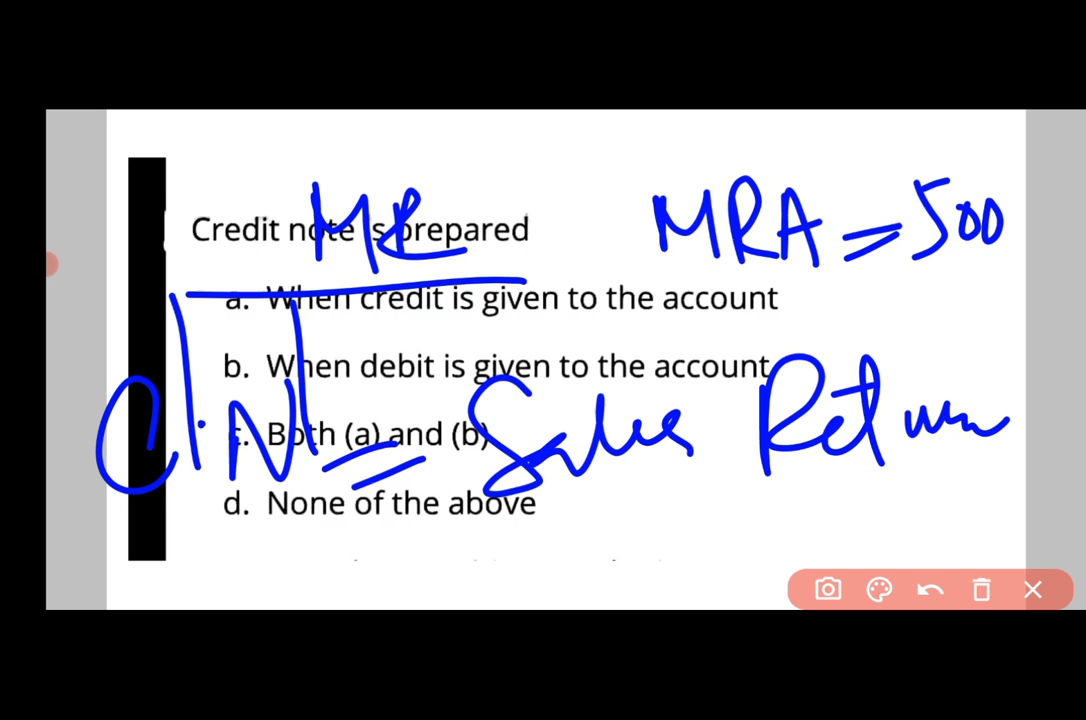 Credit note is prepared
MR
MRA = 500
a. When credit is given to the account
b. When debit is given to the account
c. Both (a) and (b)
C.N = Sales Return
d. None of the above